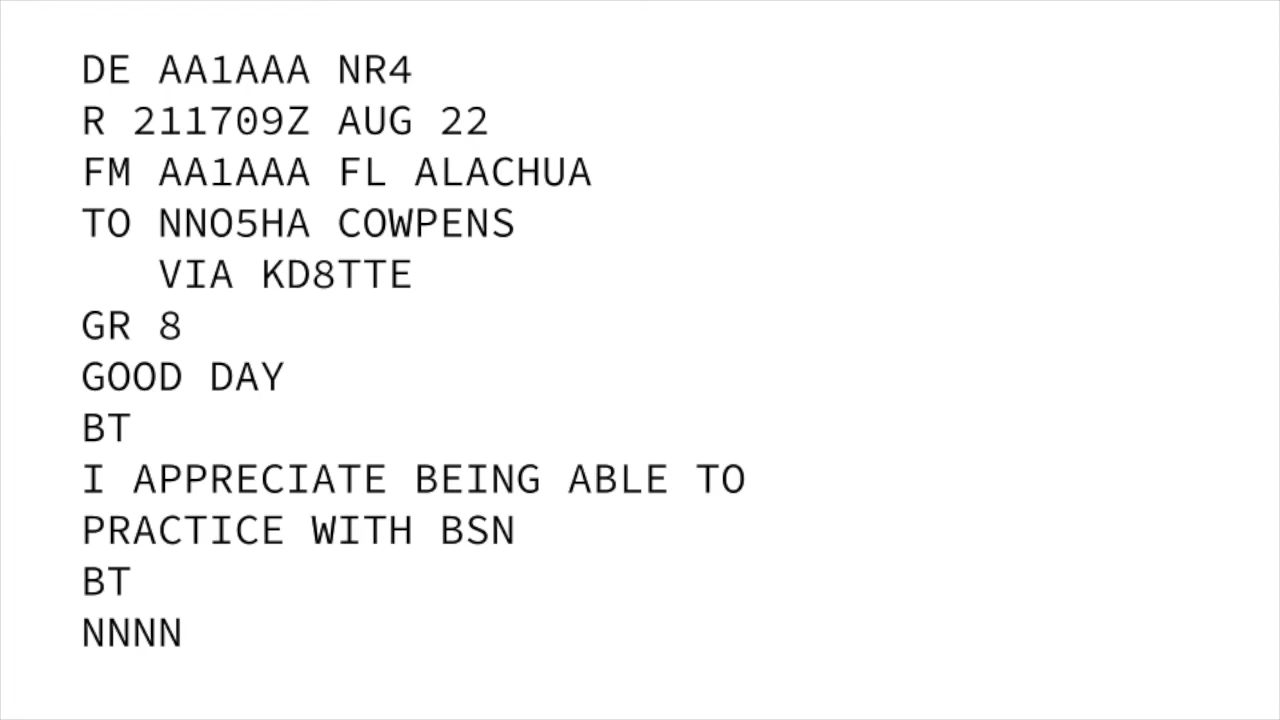 DE AA1AAA NR4
R 211709Z AUG 22
FM AA1AAA FL ALACHUA
TO NNO5HA COWPENS
   VIA KD8TTE
GR 8
GOOD DAY
BT
I APPRECIATE BEING ABLE TO
PRACTICE WITH BSN
BT
NNNN